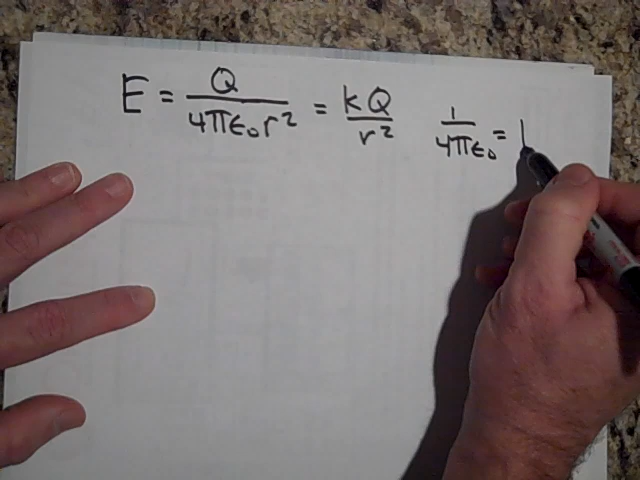 E = Q / 4πϵ₀r² = kQ / r² 1 / 4πϵ₀ =